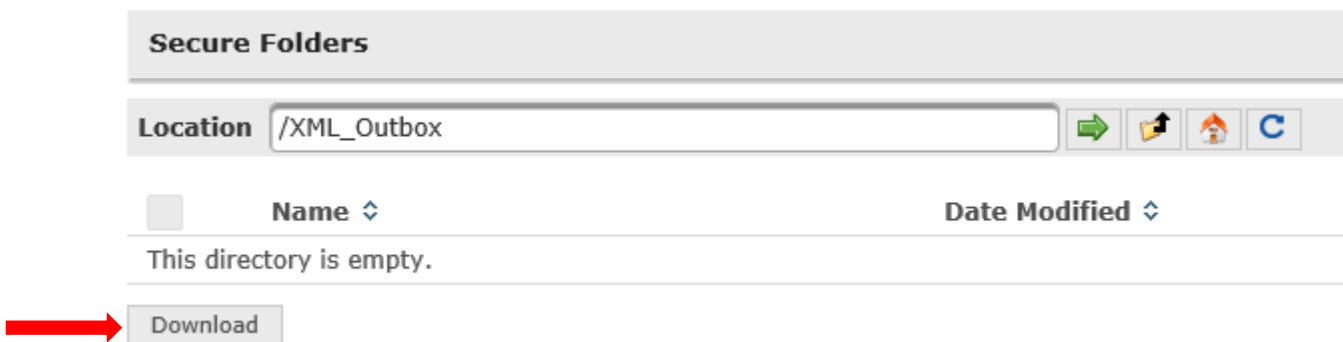 Secure Folders
Location /XML_Outbox
Name Date Modified
This directory is empty.
Download